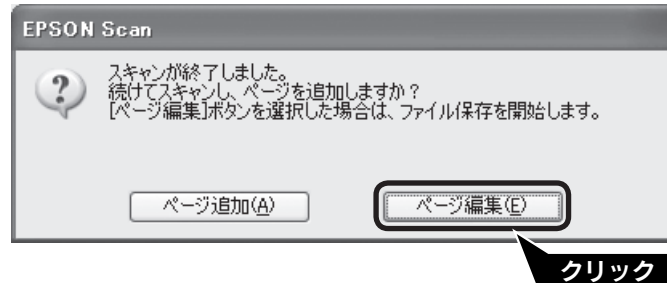 EPSON Scan
スキャンが終了しました。
続けてスキャンし、ページを追加しますか？
[ページ編集]ボタンを選択した場合は、ファイル保存を開始します。
ページ追加(A)
ページ編集(E)
クリック